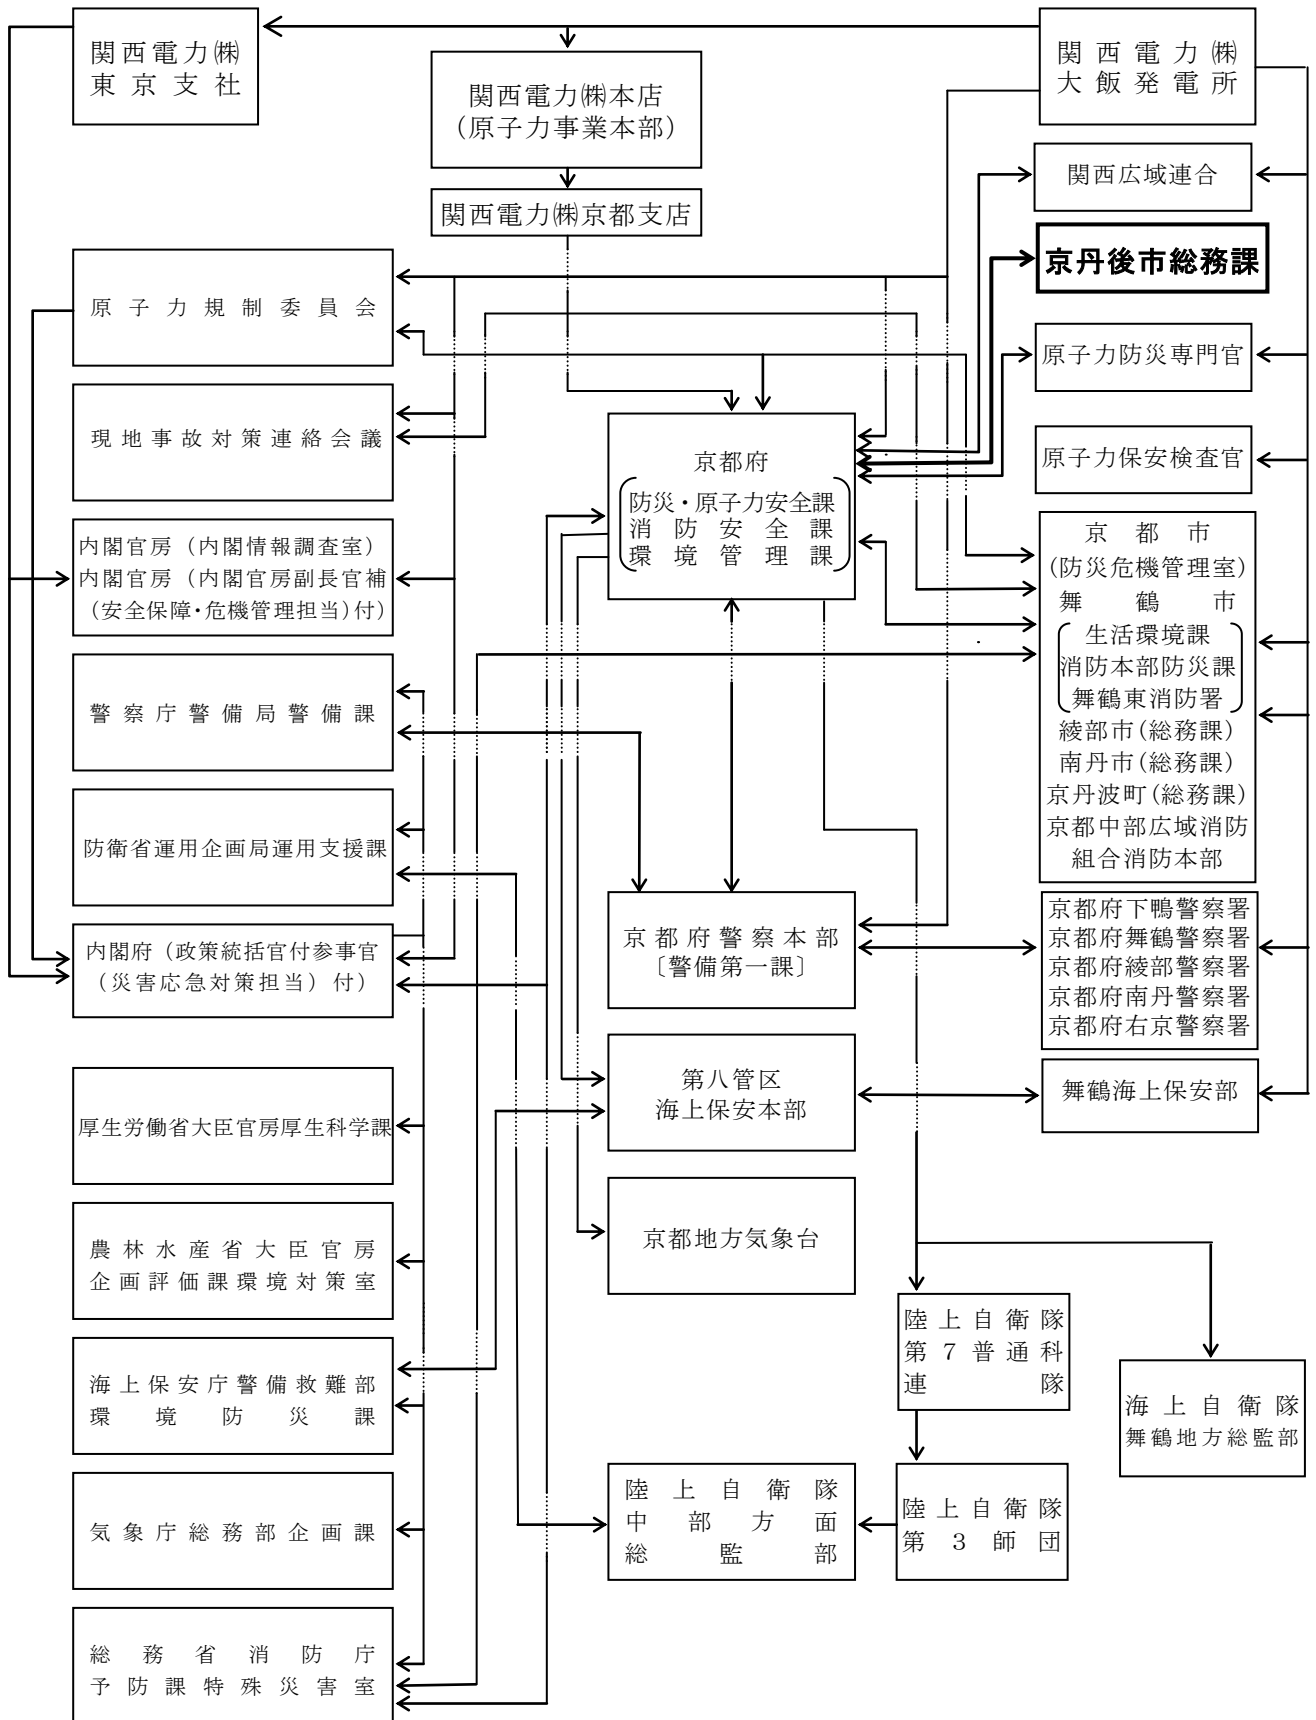 関西電力㈱
東京支社
関西電力㈱本店
（原子力事業本部）
関西電力㈱京都支店
関西電力㈱
大飯発電所
関西広域連合
京丹後市総務課
原子力防災専門官
原子力保安検査官
原子力規制委員会
現地事故対策連絡会議
内閣官房（内閣情報調査室）
内閣官房（内閣官房副長官補
（安全保障・危機管理担当）付）
警察庁警備局警備課
防衛省運用企画局運用支援課
内閣府（政策統括官付参事官
（災害応急対策担当）付）
厚生労働省大臣官房厚生科学課
農林水産省大臣官房
企画評価課環境対策室
海上保安庁警備救難部
環境防災課
気象庁総務部企画課
総務省消防庁
予防課特殊災害室
京都府
防災・原子力安全課
消防安全課
環境管理課
京都府警察本部
〔警備第一課〕
第八管区
海上保安本部
京都地方気象台
陸上自衛隊
中部方面
総監部
京都市
(防災危機管理室)
舞鶴市
生活環境課
消防本部防災課
舞鶴東消防署
綾部市(総務課)
南丹市(総務課)
京丹波町(総務課)
京都中部広域消防
組合消防本部
京都府下鴨警察署
京都府舞鶴警察署
京都府綾部警察署
京都府南丹警察署
京都府右京警察署
舞鶴海上保安部
陸上自衛隊
第７普通科
連隊
陸上自衛隊
第３師団
海上自衛隊
舞鶴地方総監部